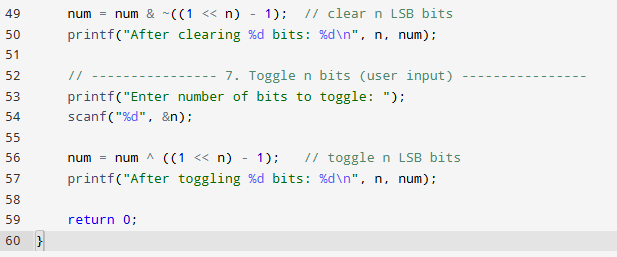 49 num = num & ~((1 << n) - 1);  // clear n LSB bits
50 printf("After clearing %d bits: %d\n", n, num);
51
52 // ---------------- 7. Toggle n bits (user input) ----------------
53 printf("Enter number of bits to toggle: ");
54 scanf("%d", &n);
55
56 num = num ^ ((1 << n) - 1);   // toggle n LSB bits
57 printf("After toggling %d bits: %d\n", n, num);
58
59 return 0;
60 }